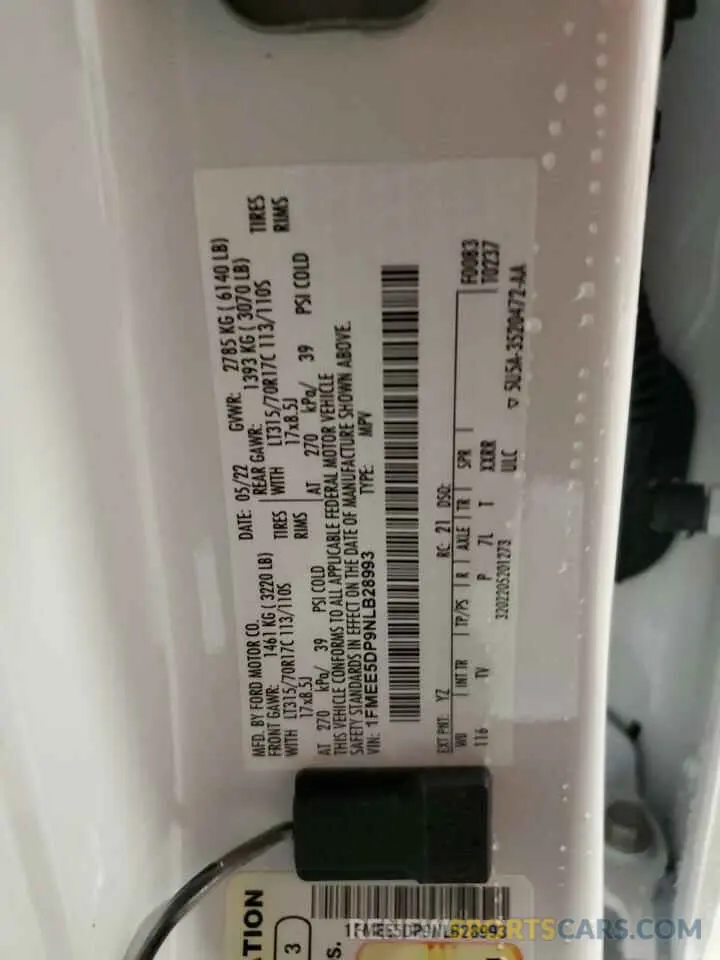 MFD. BY FORD MOTOR CO.
DATE: 05/22 GVWR: 2785 KG ( 6140 LB)
FRONT GAWR: 1461 KG ( 3220 LB) REAR GAWR: 1393 KG ( 3070 LB)
WITH LT315/70R17C 113/110S TIRES WITH LT315/70R17C 113/110S TIRES
17x8.5J RIMS 17x8.5J RIMS
AT 270 kPa/ 39 PSI COLD AT 270 kPa/ 39 PSI COLD
THIS VEHICLE CONFORMS TO ALL APPLICABLE FEDERAL MOTOR VEHICLE
SAFETY STANDARDS IN EFFECT ON THE DATE OF MANUFACTURE SHOWN ABOVE.
VIN: 1FMEE5DP9NLB28993 TYPE: MPV
EXT PNT: YZ RC: 21 DSO: F0083
WB INT TR TP/PS R AXLE TR SPR T0237
116 TV P 7L T XXRR
3202205201273 ULC ▽ 5U5A-3520472-AA
ATION
3
S.
1FMEE5DP9NLB28993
RENEWSPORTSCARS.COM